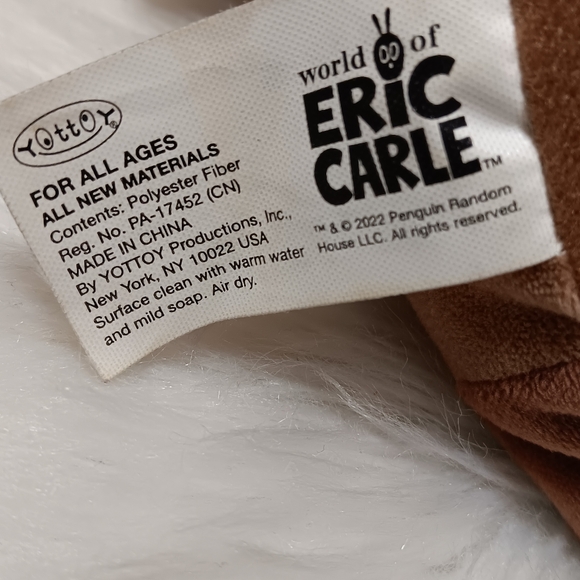 YOttOY®
FOR ALL AGES
ALL NEW MATERIALS
Contents: Polyester Fiber
Reg. No. PA-17452 (CN)
MADE IN CHINA
By YOTTOY Productions, Inc.,
New York, NY 10022 USA
Surface clean with warm water
and mild soap. Air dry.
world of
ERiC
CARLE™
™ & © 2022 Penguin Random
House LLC. All rights reserved.